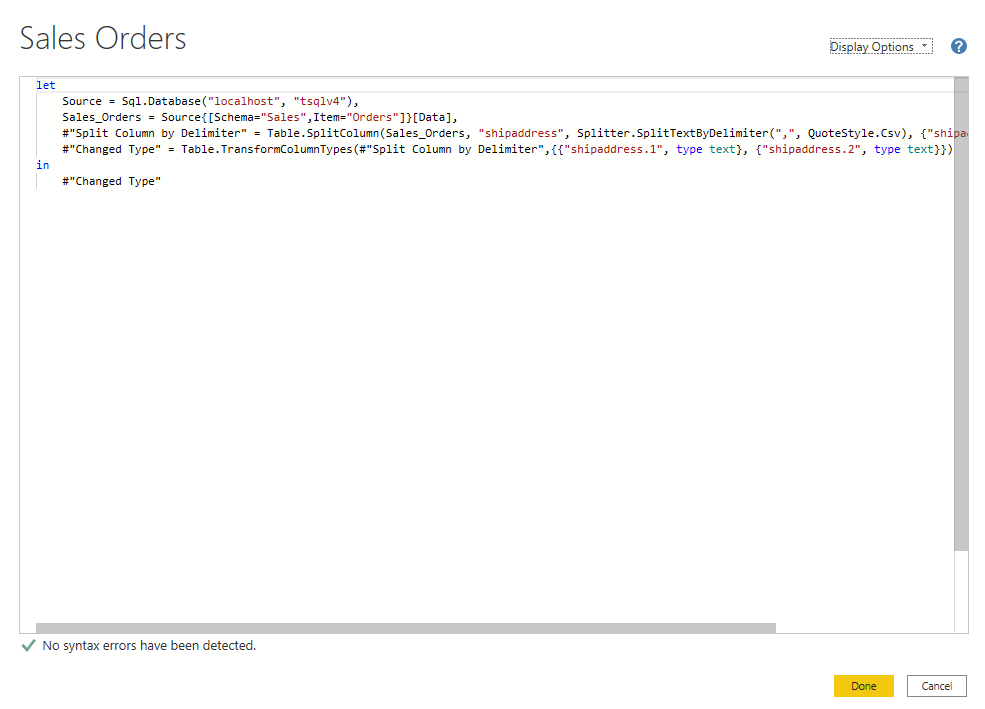 Sales Orders
Display Options
?
let
Source = Sql.Database("localhost", "tsqlv4"),
Sales_Orders = Source{[Schema="Sales",Item="Orders"]}[Data],
#"Split Column by Delimiter" = Table.SplitColumn(Sales_Orders, "shipaddress", Splitter.SplitTextByDelimiter(",", QuoteStyle.Csv), {"shipa
#"Changed Type" = Table.TransformColumnTypes(#"Split Column by Delimiter",{{"shipaddress.1", type text}, {"shipaddress.2", type text}})
in
#"Changed Type"
No syntax errors have been detected.
Done
Cancel